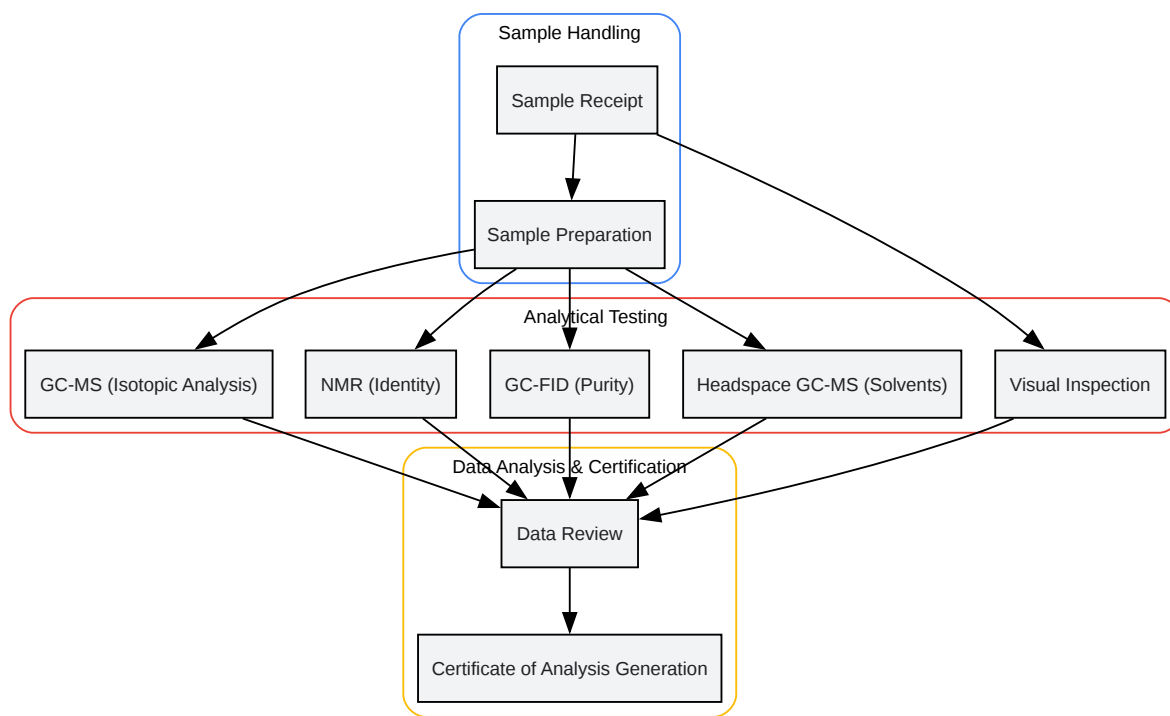 Sample Handling
Sample Receipt
Sample Preparation
Analytical Testing
GC-MS (Isotopic Analysis)
NMR (Identity)
GC-FID (Purity)
Headspace GC-MS (Solvents)
Visual Inspection
Data Analysis & Certification
Data Review
Certificate of Analysis Generation